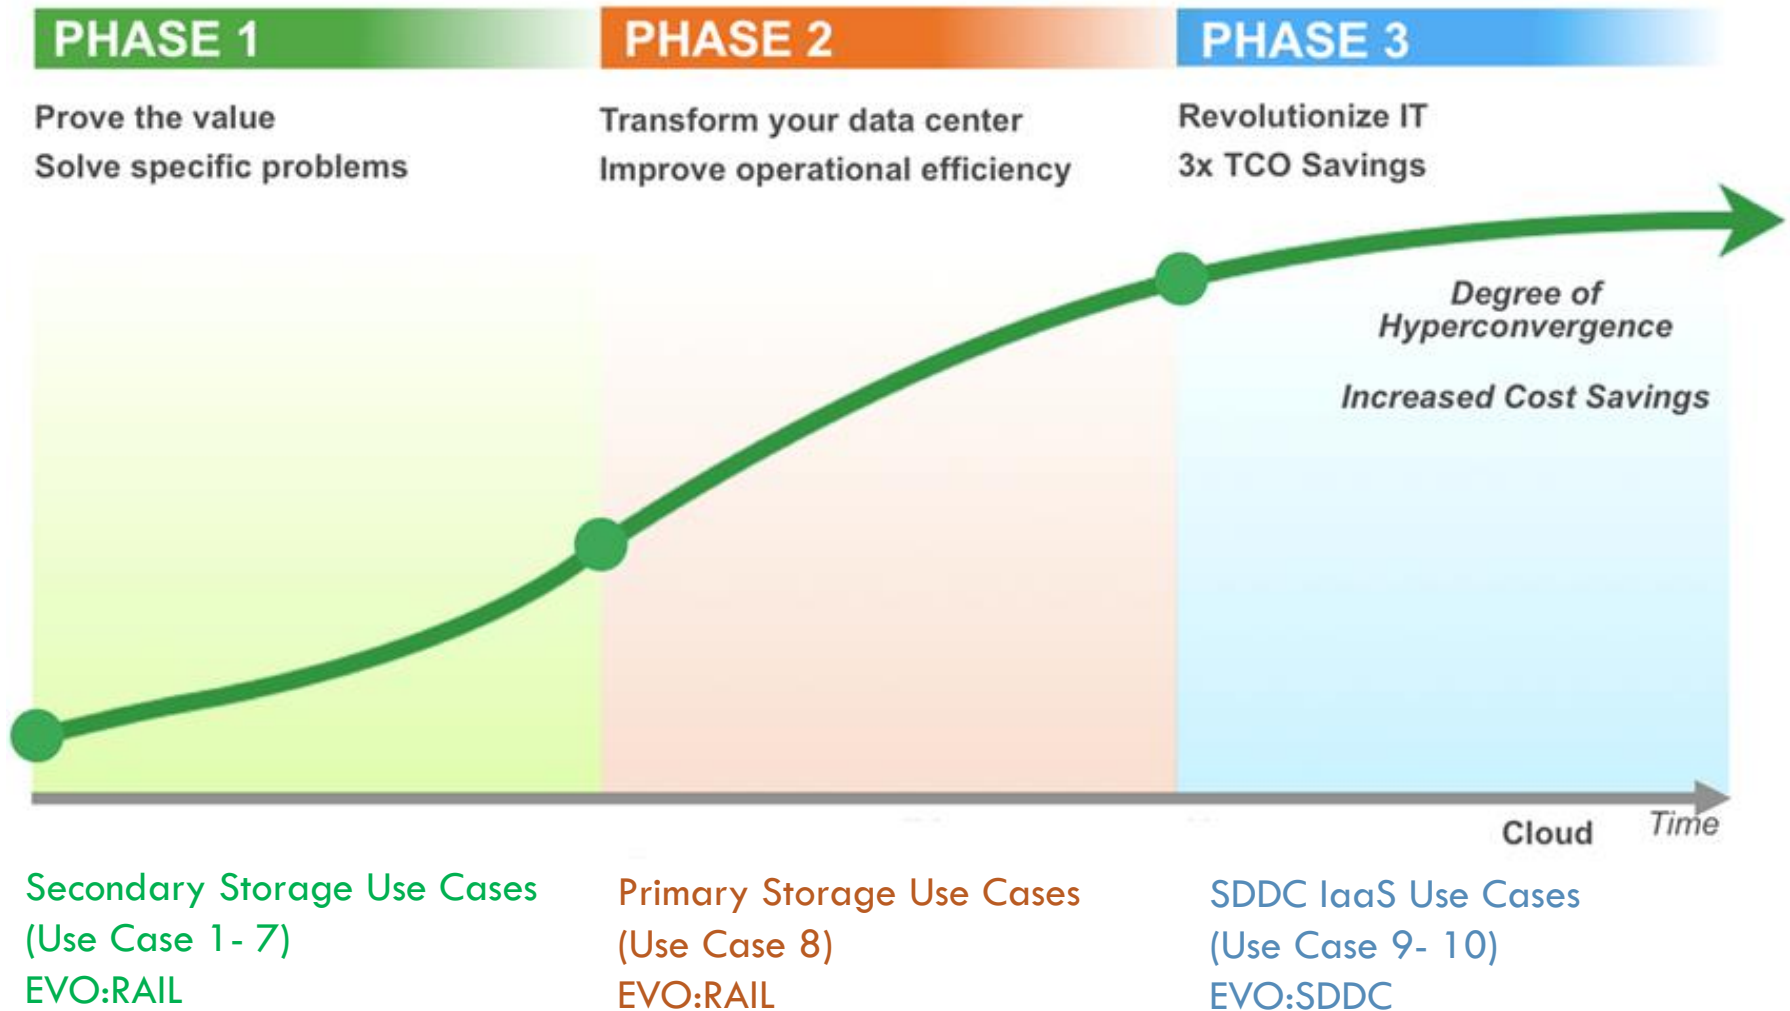 PHASE 1
PHASE 2
PHASE 3
Prove the value
Solve specific problems
Transform your data center
Improve operational efficiency
Revolutionize IT
3x TCO Savings
Degree of
Hyperconvergence
Increased Cost Savings
Cloud
Time
Secondary Storage Use Cases
(Use Case 1- 7)
EVO:RAIL
Primary Storage Use Cases
(Use Case 8)
EVO:RAIL
SDDC IaaS Use Cases
(Use Case 9- 10)
EVO:SDDC